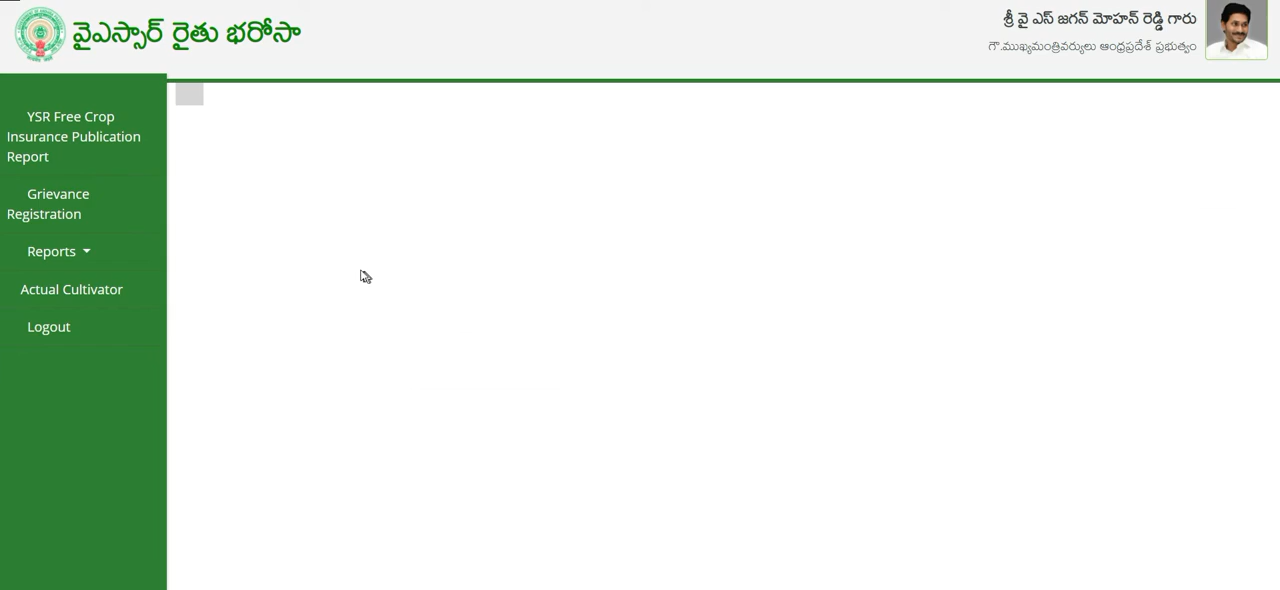 వైఎస్సార్ రైతు భరోసా
శ్రీ వై ఎస్ జగన్ మోహన్ రెడ్డి గారు
గౌ.ముఖ్యమంత్రివర్యులు ఆంధ్రప్రదేశ్ ప్రభుత్వం
YSR Free Crop
Insurance Publication
Report
Grievance
Registration
Reports
Actual Cultivator
Logout